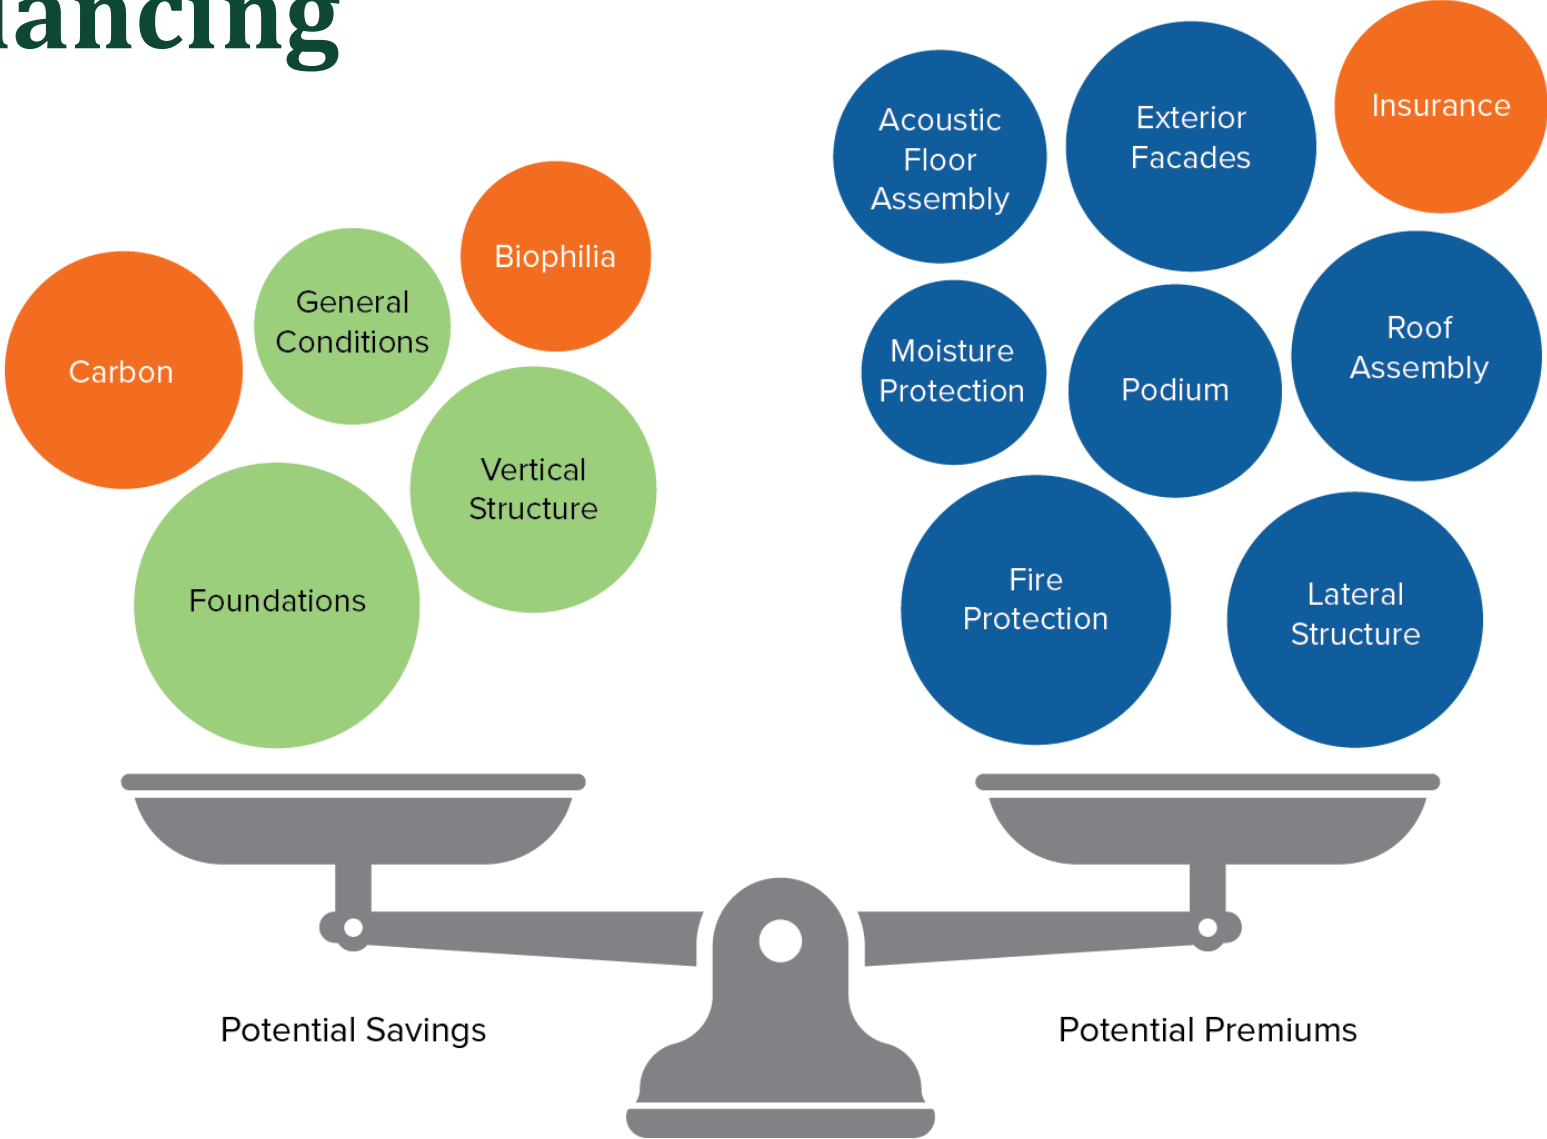 lancing
Carbon
General
Conditions
Biophilia
Vertical
Structure
Foundations
Acoustic
Floor
Assembly
Exterior
Facades
Insurance
Moisture
Protection
Podium
Roof
Assembly
Fire
Protection
Lateral
Structure
Potential Savings
Potential Premiums